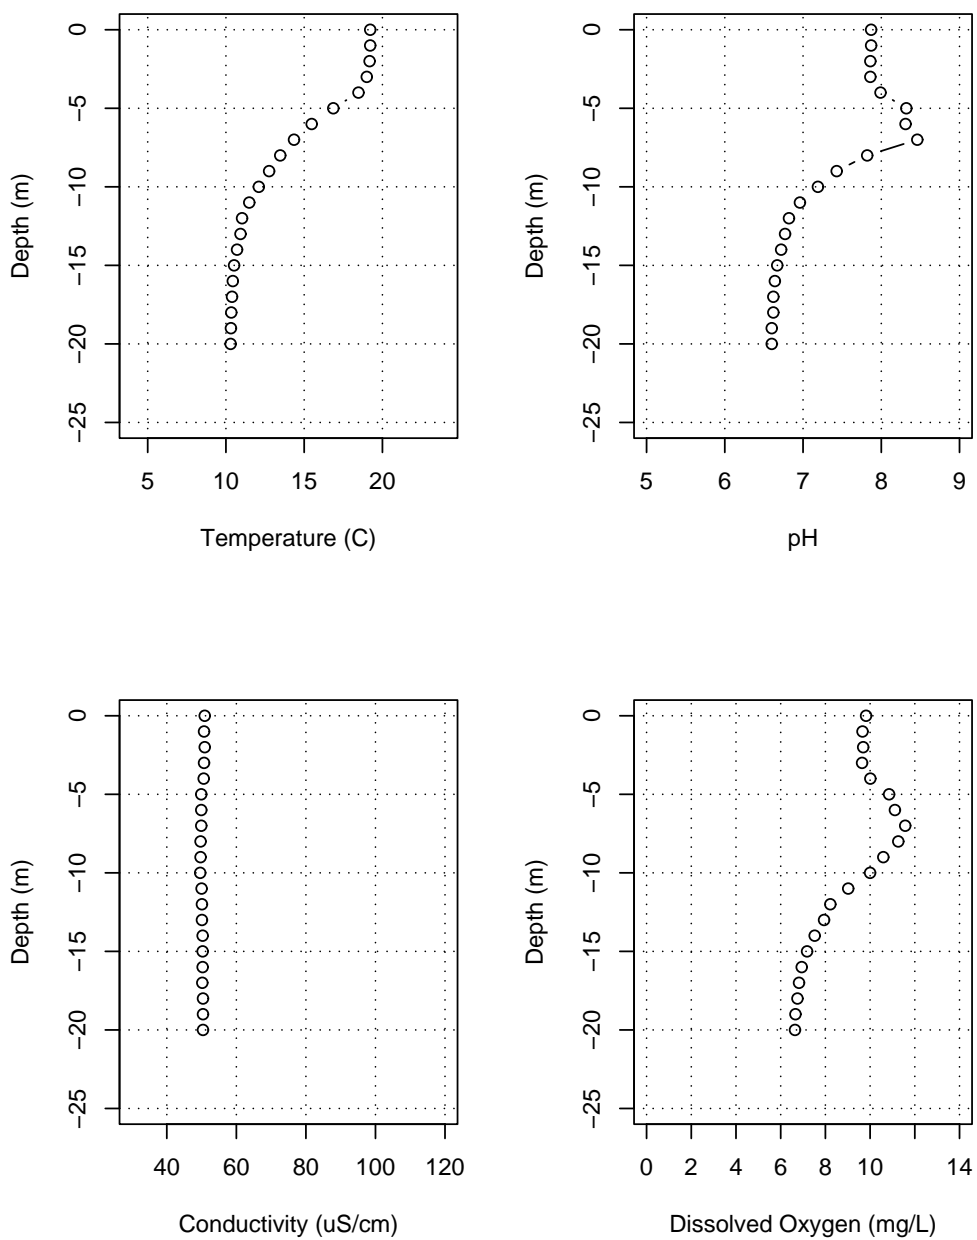 0
−5
−10
−15
−20
−25
Depth (m)
5 10 15 20
Temperature (C)
0
−5
−10
−15
−20
−25
Depth (m)
5 6 7 8 9
pH
0
−5
−10
−15
−20
−25
Depth (m)
40 60 80 100 120
Conductivity (uS/cm)
0
−5
−10
−15
−20
−25
Depth (m)
0 2 4 6 8 10 14
Dissolved Oxygen (mg/L)